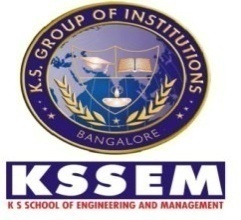 K.S. GROUP OF INSTITUTIONS
BANGALORE
KSSEM
K S SCHOOL OF ENGINEERING AND MANAGEMENT